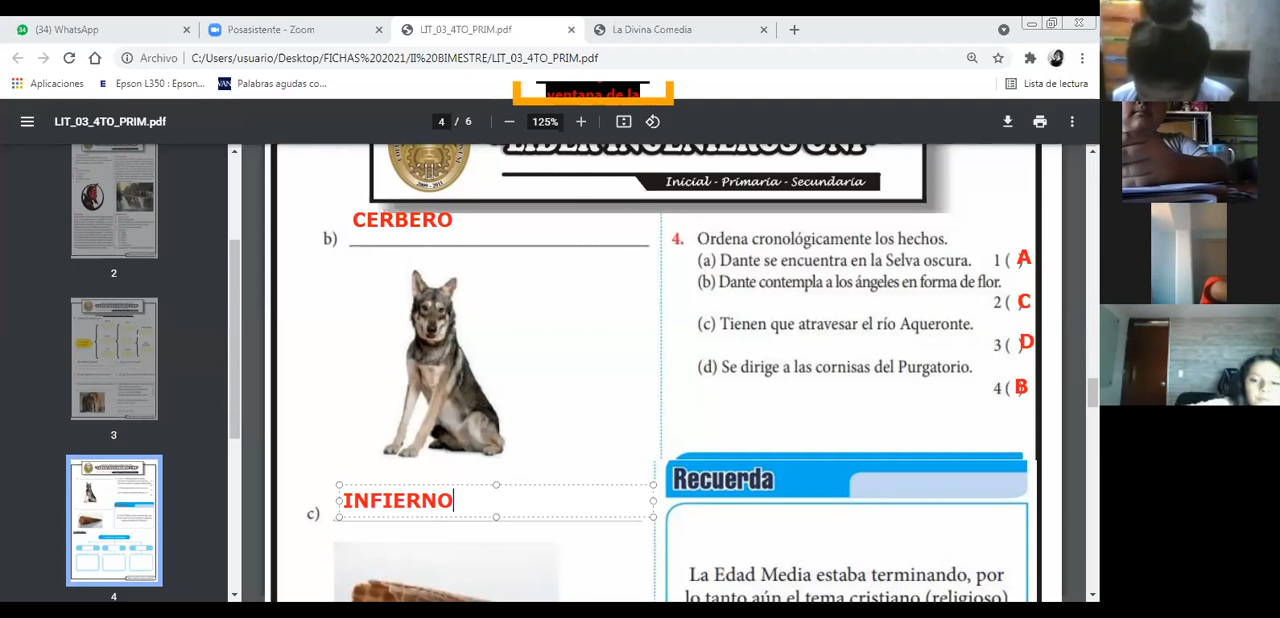 (34) WhatsApp
Posasistente - Zoom
LIT_03_4TO_PRIM.pdf
La Divina Comedia
Archivo
C:/Users/usuario/Desktop/FICHAS%202021/II%20BIMESTRE/LIT_03_4TO_PRIM.pdf
Aplicaciones
Epson L350 : Epson...
Palabras agudas co...
Lista de lectura
ventana de la
LIT_03_4TO_PRIM.pdf
4 / 6
125%
LIDER INGENIEROS UNI
Inicial - Primaria - Secundaria
2009 - 2011
CERBERO
b)
INFIERNO
c)
4. Ordena cronológicamente los hechos.
(a) Dante se encuentra en la Selva oscura. 1 ( ) A
(b) Dante contempla a los ángeles en forma de flor.
2 ( ) C
(c) Tienen que atravesar el río Aqueronte.
3 ( ) D
(d) Se dirige a las cornisas del Purgatorio.
4 ( ) B
Recuerda
La Edad Media estaba terminando, por
lo tanto aún el tema cristiano (religioso)
2
3
4